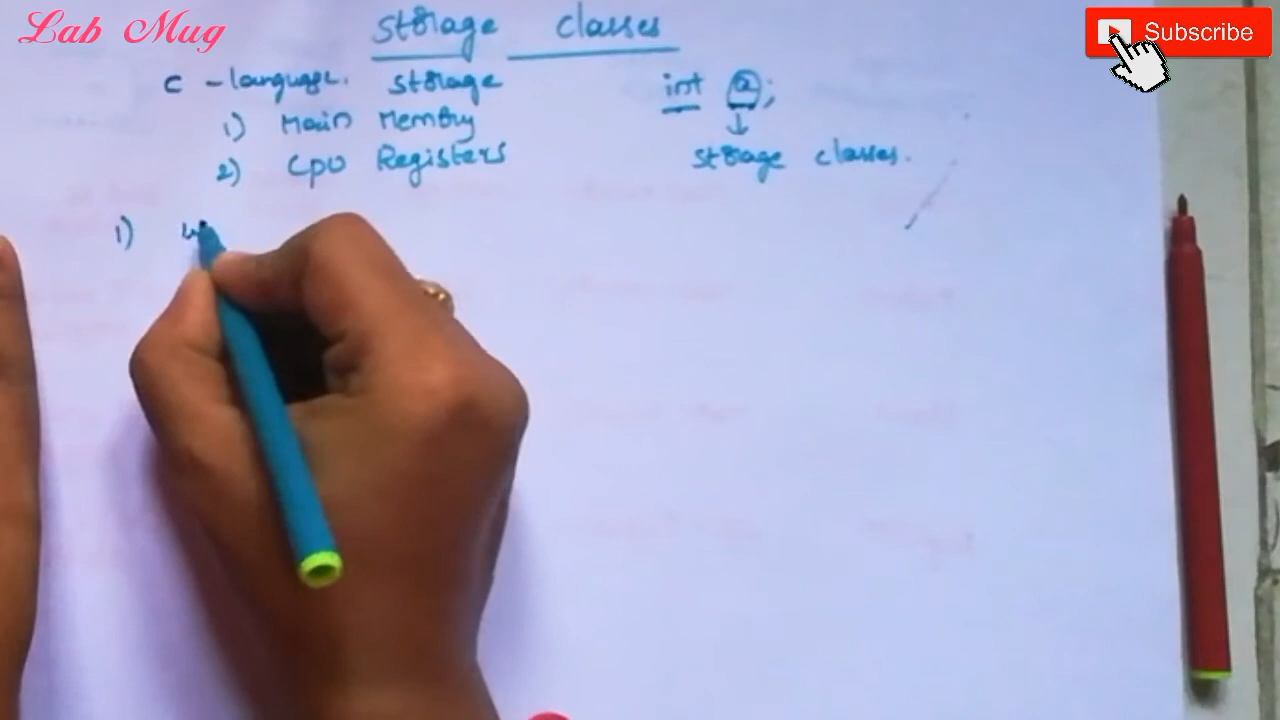 Lab Mug
Subscribe
storage classes
c - language. storage
int a;
1) Main Memory
2) CPU Registers
storage classes.
1)